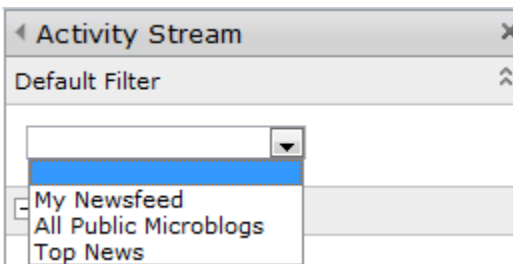 Activity Stream
Default Filter
My Newsfeed
All Public Microblogs
Top News